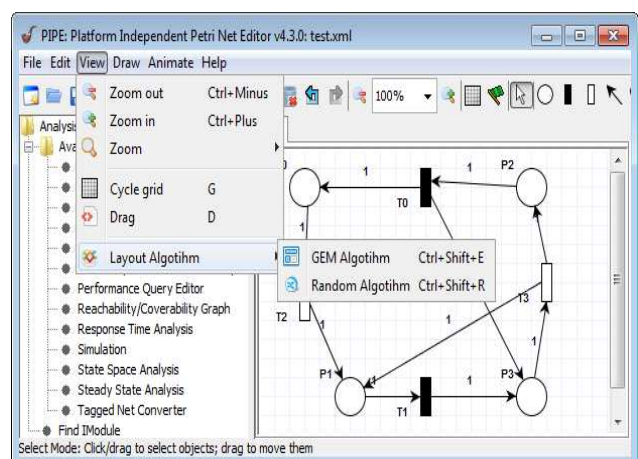 PIPE: Platform Independent Petri Net Editor v4.3.0: test.xml
File Edit View Draw Animate Help
100%
Zoom out Ctrl+Minus
Zoom in Ctrl+Plus
Zoom
Cycle grid G
Drag D
Layout Algotihm
GEM Algotihm Ctrl+Shift+E
Random Algotihm Ctrl+Shift+R
Performance Query Editor
Reachability/Coverability Graph
Response Time Analysis
Simulation
State Space Analysis
Steady State Analysis
Tagged Net Converter
Find IModule
1
T0
1
P2
1
T2
1
1
T3
1
P1
1
T1
1
P3
Select Mode: Click/drag to select objects; drag to move them